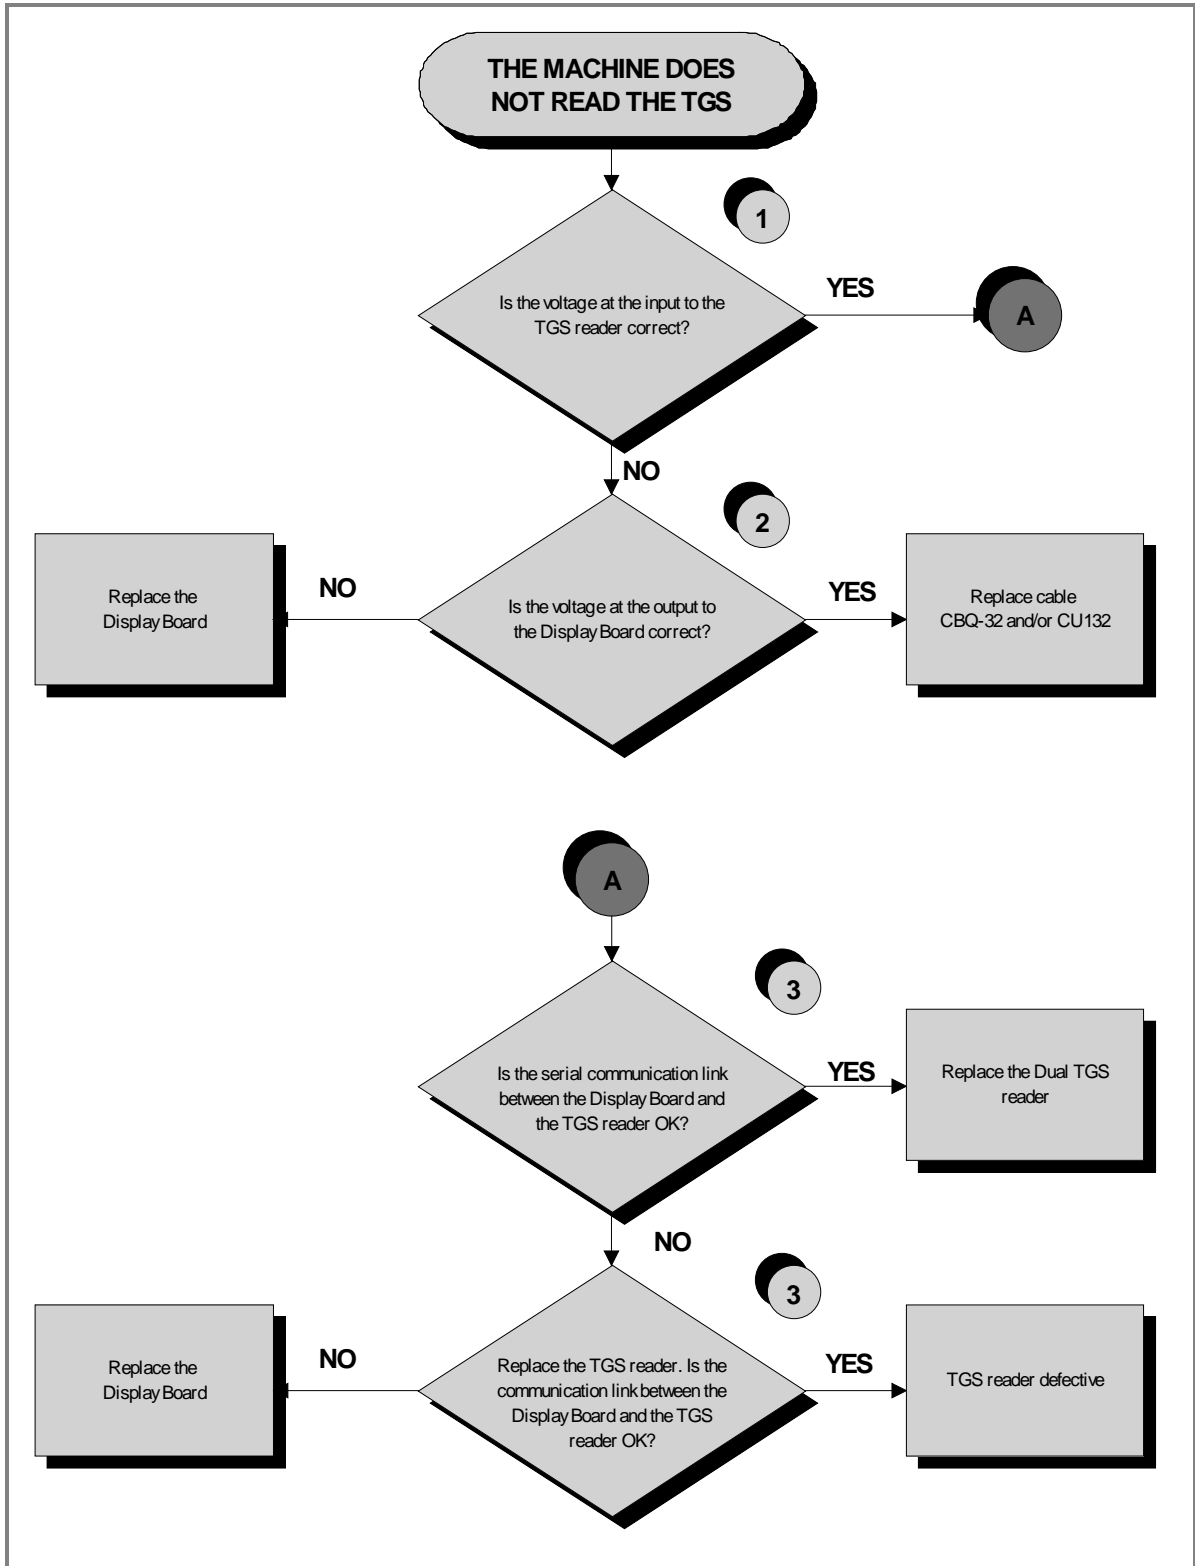 THE MACHINE DOES
NOT READ THE TGS
1
Is the voltage at the input to the
TGS reader correct?
YES
A
NO
2
Replace the
Display Board
NO
Is the voltage at the output to
the Display Board correct?
YES
Replace cable
CBQ-32 and/or CU132
A
3
Is the serial communication link
between the Display Board and
the TGS reader OK?
YES
Replace the Dual TGS
reader
NO
3
Replace the
Display Board
NO
Replace the TGS reader. Is the
communication link between the
Display Board and the TGS
reader OK?
YES
TGS reader defective